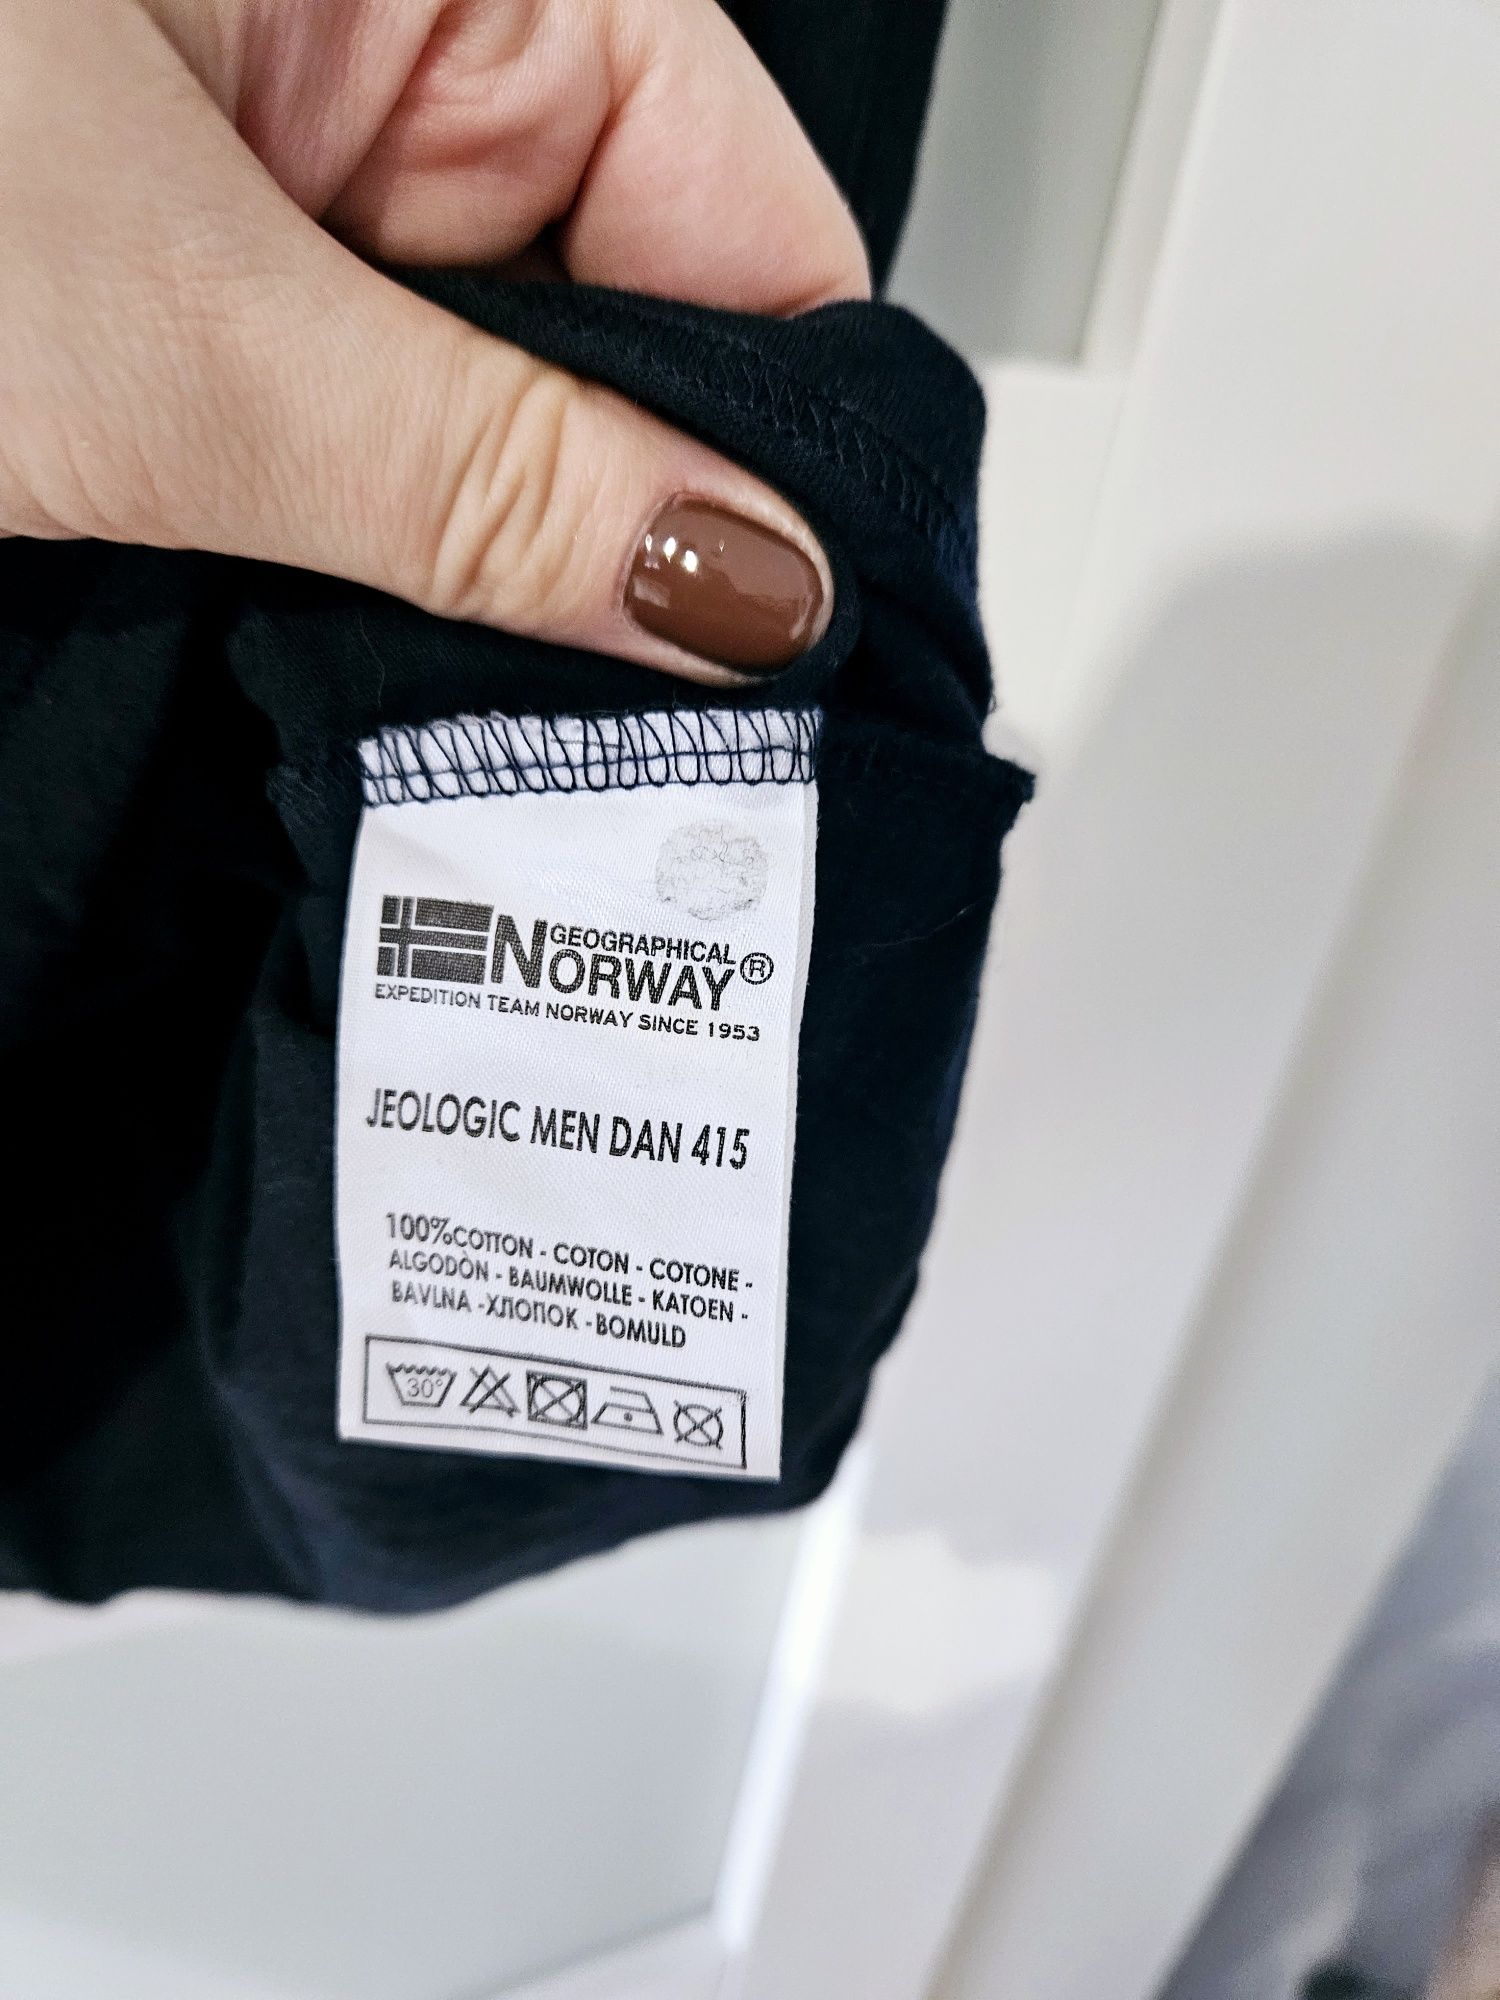 GEOGRAPHICAL
NORWAY®
EXPEDITION TEAM NORWAY SINCE 1953
JEOLOGIC MEN DAN 415
100%COTTON - COTON - COTONE -
ALGODÒN - BAUMWOLLE - KATOEN -
BAVLNA -ХЛОПОК -BOMULD
30°